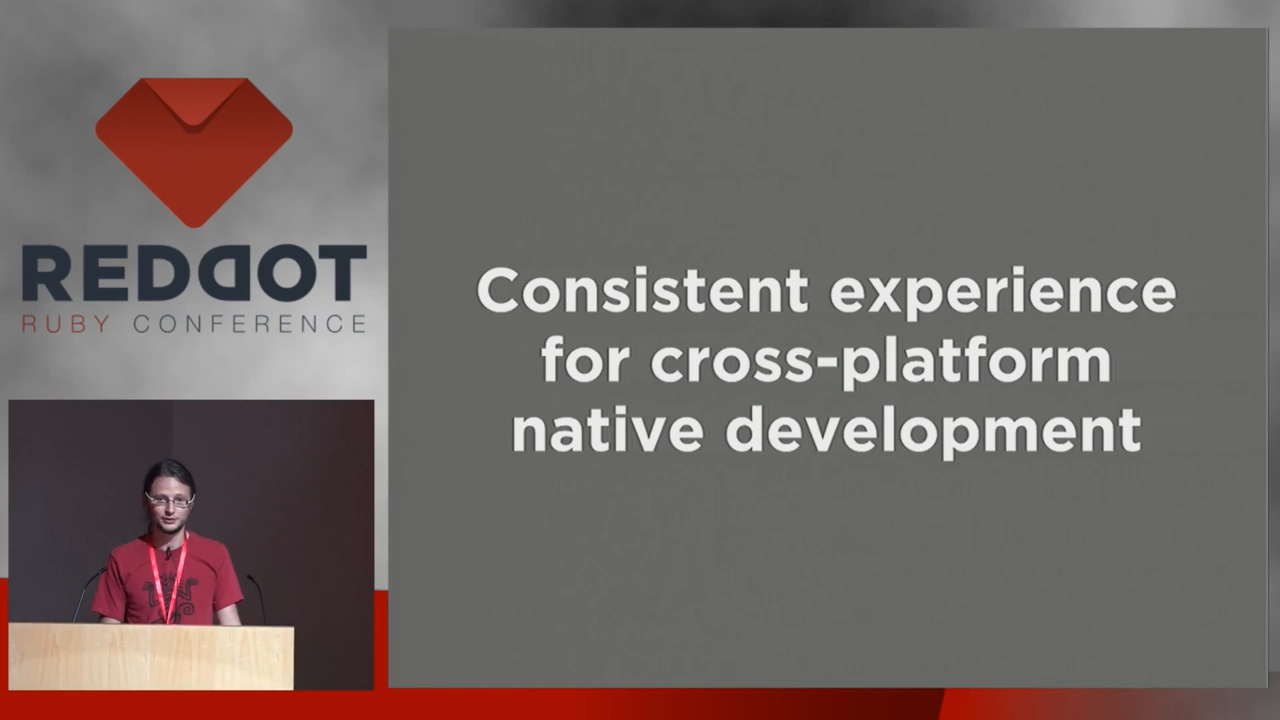 REDDOT
RUBY CONFERENCE
Consistent experience
for cross-platform
native development